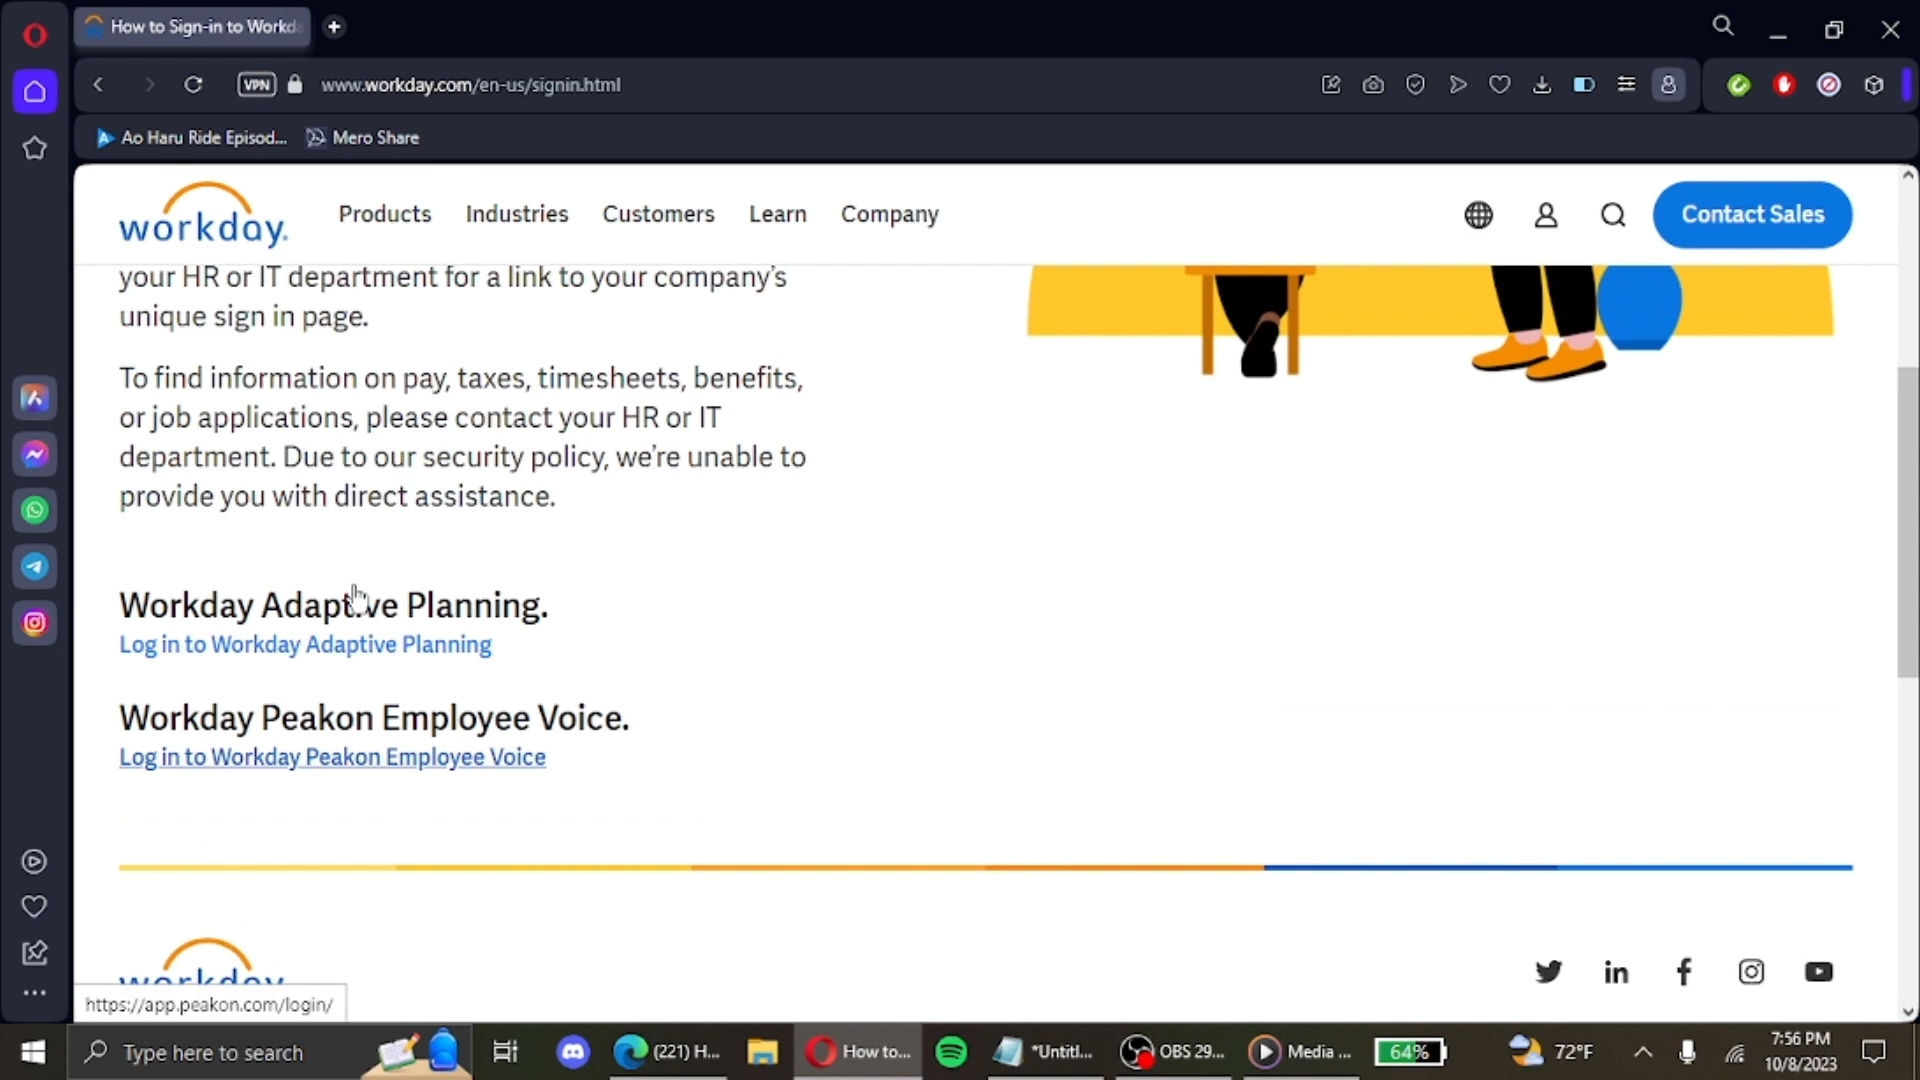 How to Sign-in to Workda
VPN
www.workday.com/en-us/signin.html
Ao Haru Ride Episod...
Mero Share
workday.
Products
Industries
Customers
Learn
Company
Contact Sales
your HR or IT department for a link to your company's
unique sign in page.
To find information on pay, taxes, timesheets, benefits,
or job applications, please contact your HR or IT
department. Due to our security policy, we're unable to
provide you with direct assistance.
Workday Adaptive Planning.
Log in to Workday Adaptive Planning
Workday Peakon Employee Voice.
Log in to Workday Peakon Employee Voice
workday
https://app.peakon.com/login/
Type here to search
(221) H...
How to...
*Untitl...
OBS 29...
Media ...
64%
72°F
7:56 PM
10/8/2023